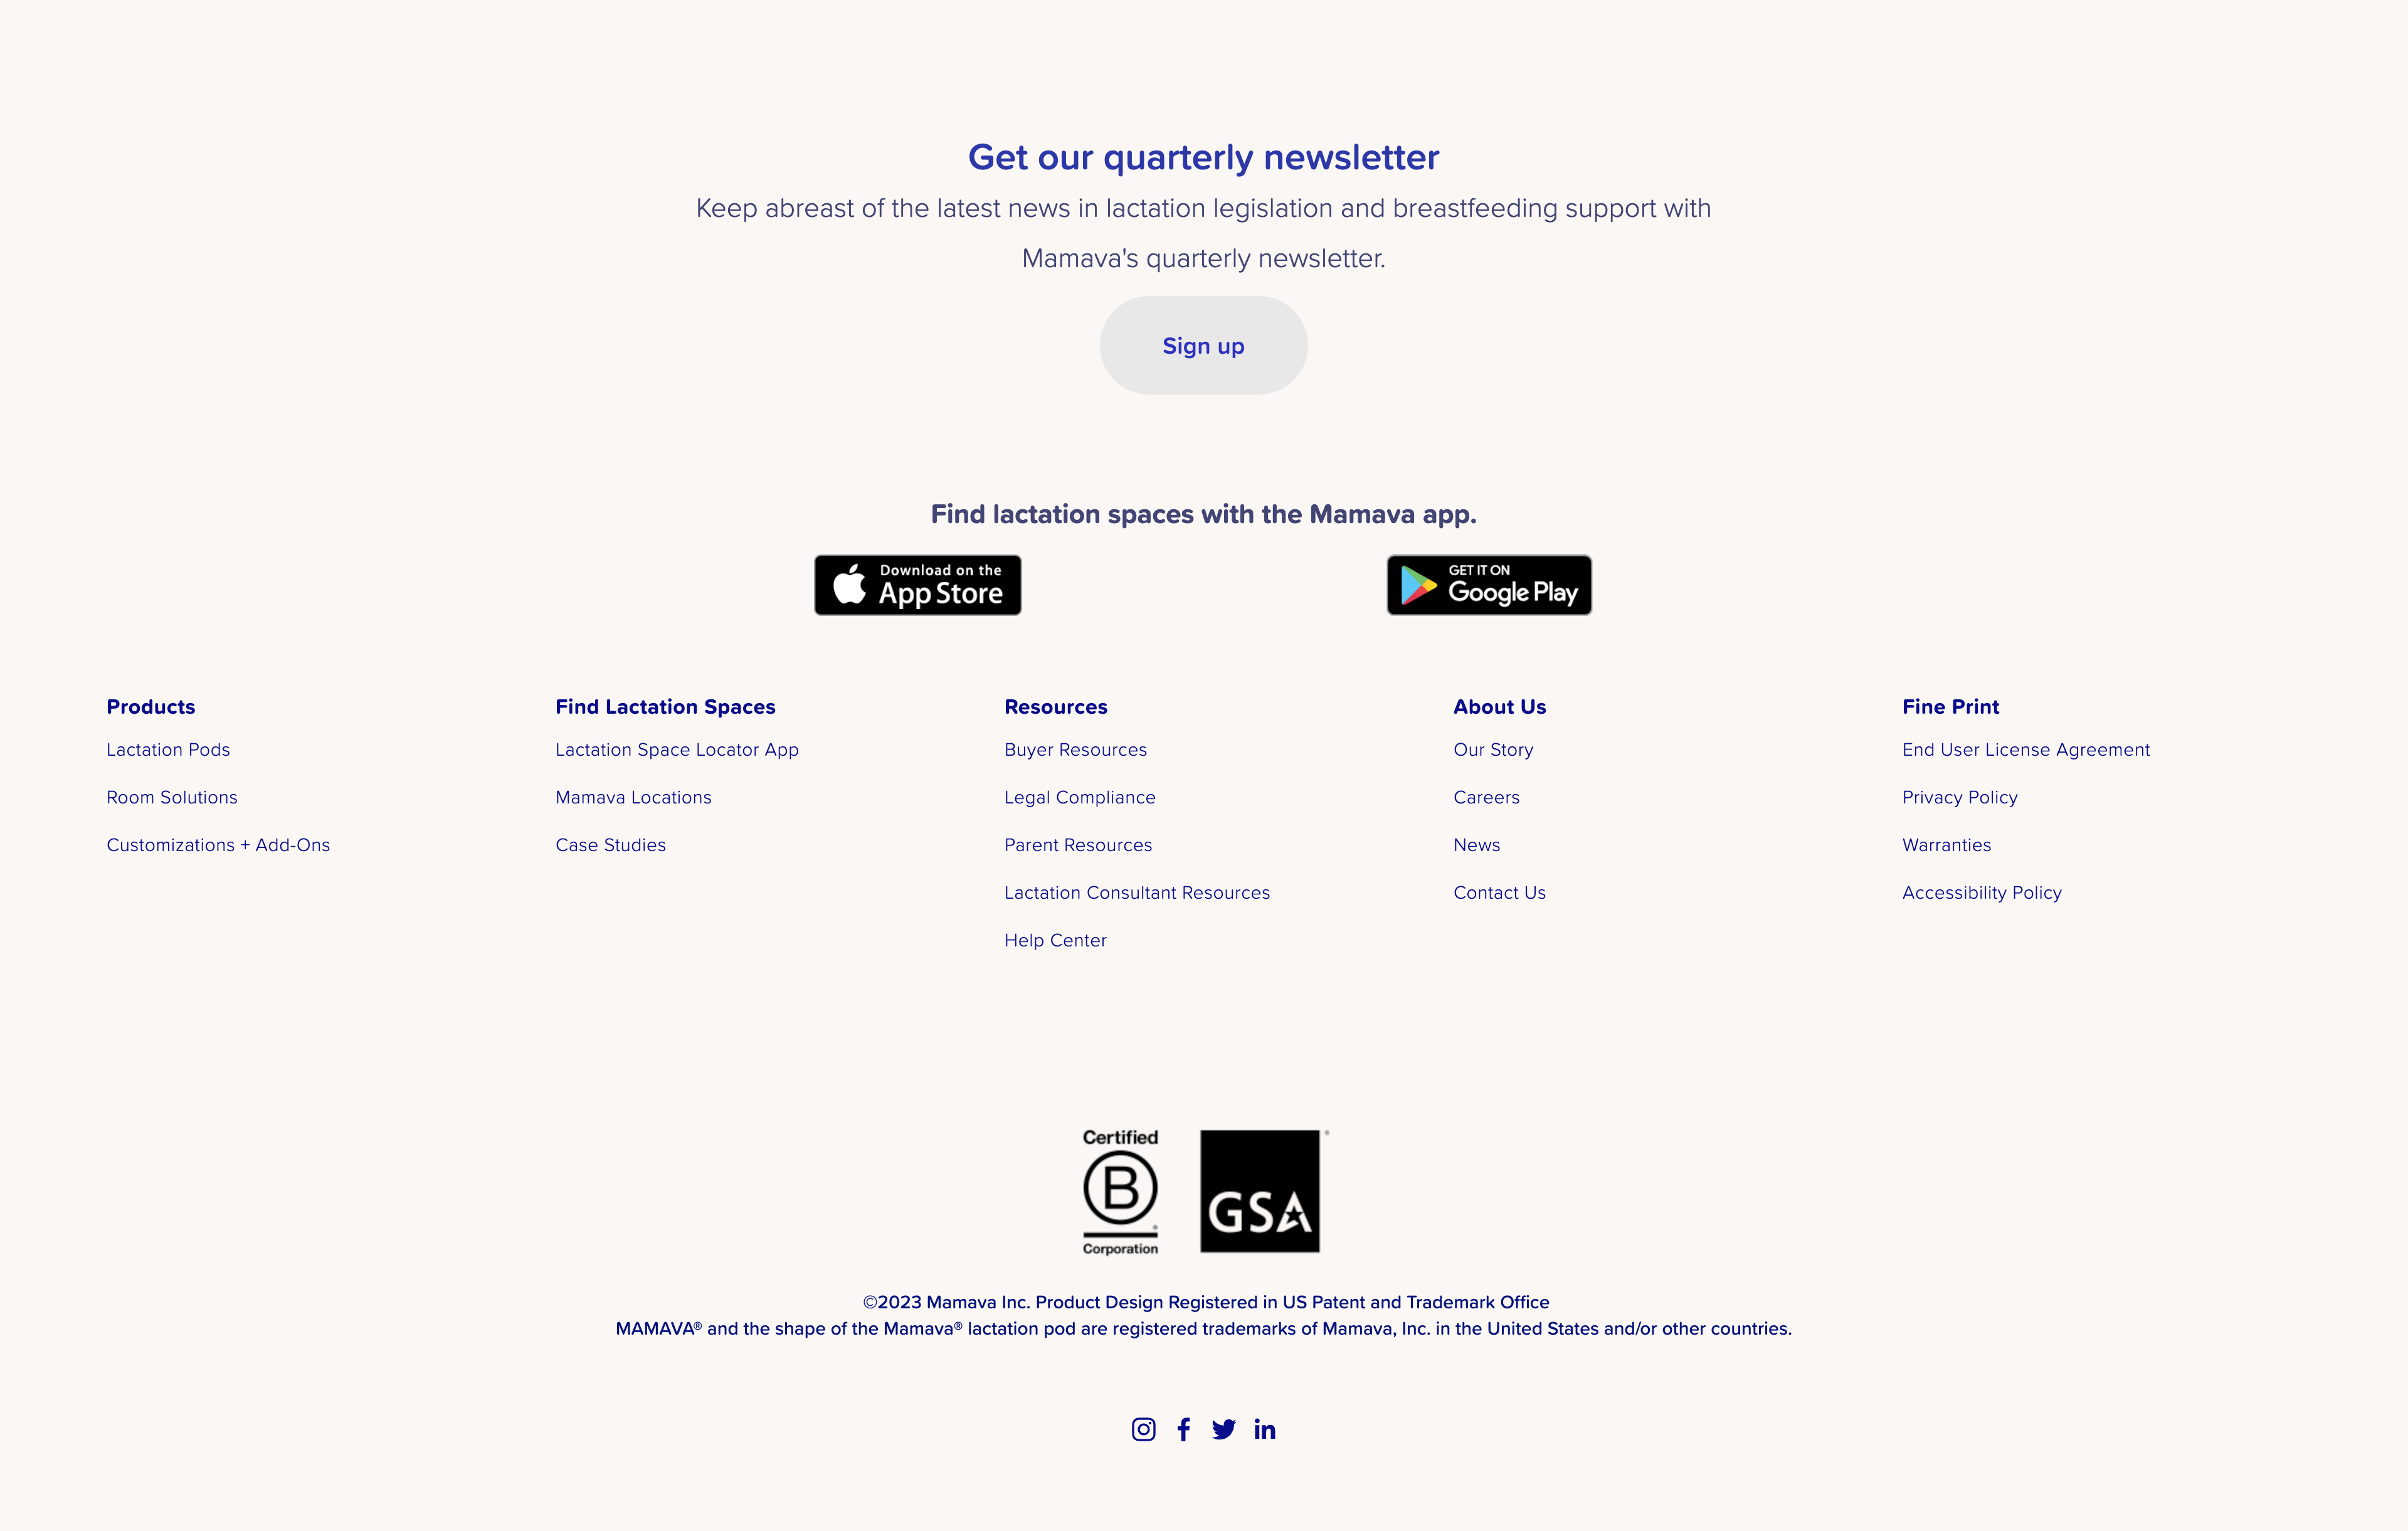 Get our quarterly newsletter
Keep abreast of the latest news in lactation legislation and breastfeeding support with
Mamava's quarterly newsletter.
Sign up
Find lactation spaces with the Mamava app.
Download on the
App Store
GET IT ON
Google Play
Products
Lactation Pods
Room Solutions
Customizations + Add-Ons
Find Lactation Spaces
Lactation Space Locator App
Mamava Locations
Case Studies
Resources
Buyer Resources
Legal Compliance
Parent Resources
Lactation Consultant Resources
Help Center
About Us
Our Story
Careers
News
Contact Us
Fine Print
End User License Agreement
Privacy Policy
Warranties
Accessibility Policy
Certified
B
Corporation
GSA
©2023 Mamava Inc. Product Design Registered in US Patent and Trademark Office
MAMAVA® and the shape of the Mamava® lactation pod are registered trademarks of Mamava, Inc. in the United States and/or other countries.